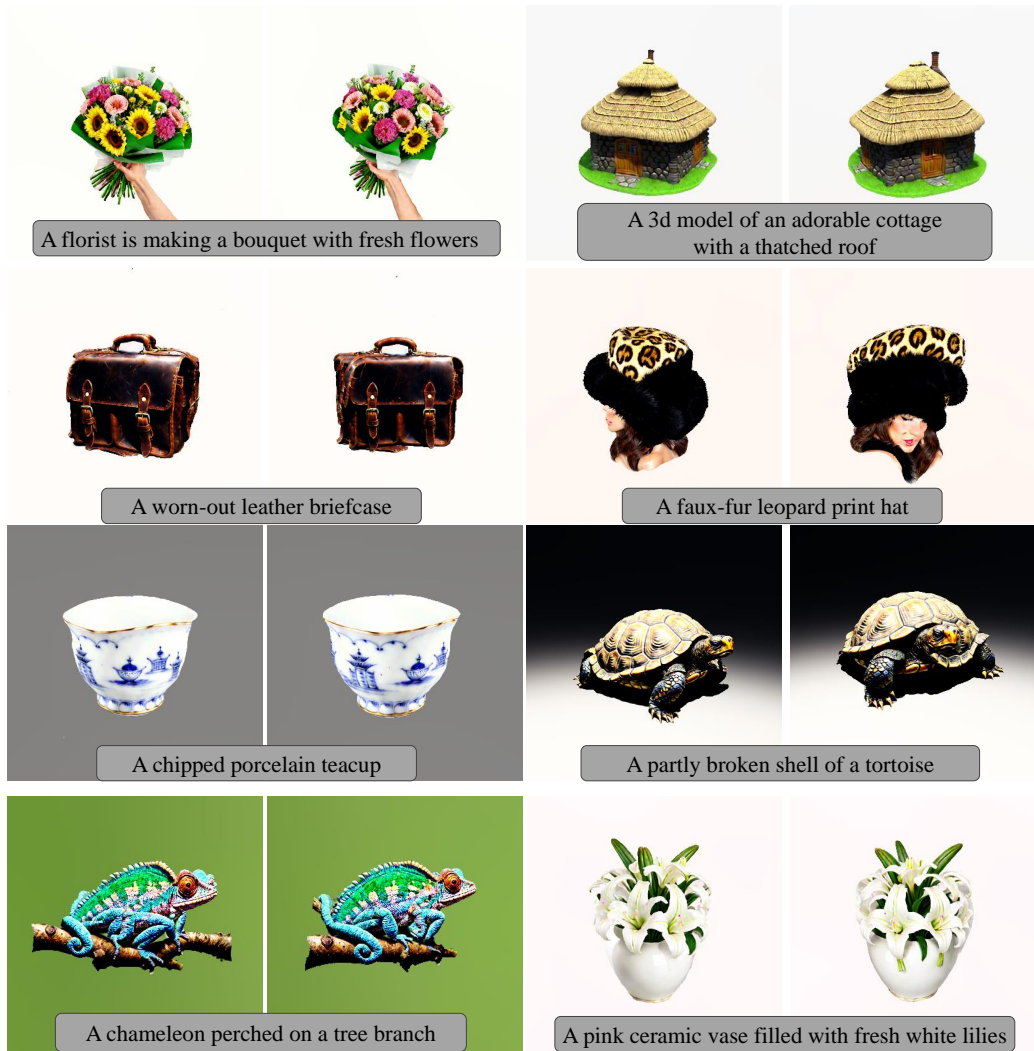 A florist is making a bouquet with fresh flowers
A 3d model of an adorable cottage
with a thatched roof
A worn-out leather briefcase
A faux-fur leopard print hat
A chipped porcelain teacup
A partly broken shell of a tortoise
A chameleon perched on a tree branch
A pink ceramic vase filled with fresh white lilies